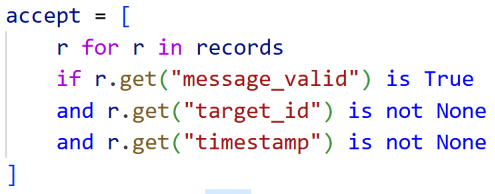 accept = [
    r for r in records
    if r.get("message_valid") is True
    and r.get("target_id") is not None
    and r.get("timestamp") is not None
]